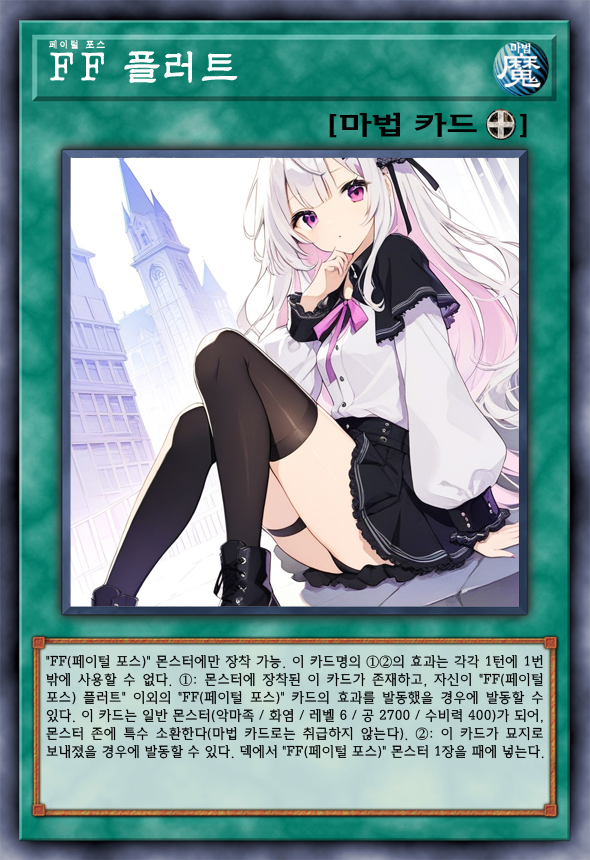 페이털 포스
FF 플러트
마법
魔
[마법 카드 ]
"FF(페이털 포스)" 몬스터에만 장착 가능. 이 카드명의 ①②의 효과는 각각 1턴에 1번
밖에 사용할 수 없다. ①: 몬스터에 장착된 이 카드가 존재하고, 자신이 "FF(페이털
포스) 플러트" 이외의 "FF(페이털 포스)" 카드의 효과를 발동했을 경우에 발동할 수
있다. 이 카드는 일반 몬스터(악마족 / 화염 / 레벨 6 / 공 2700 / 수비력 400)가 되어,
몬스터 존에 특수 소환한다(마법 카드로는 취급하지 않는다). ②: 이 카드가 묘지로
보내졌을 경우에 발동할 수 있다. 덱에서 "FF(페이털 포스)" 몬스터 1장을 패에 넣는다.